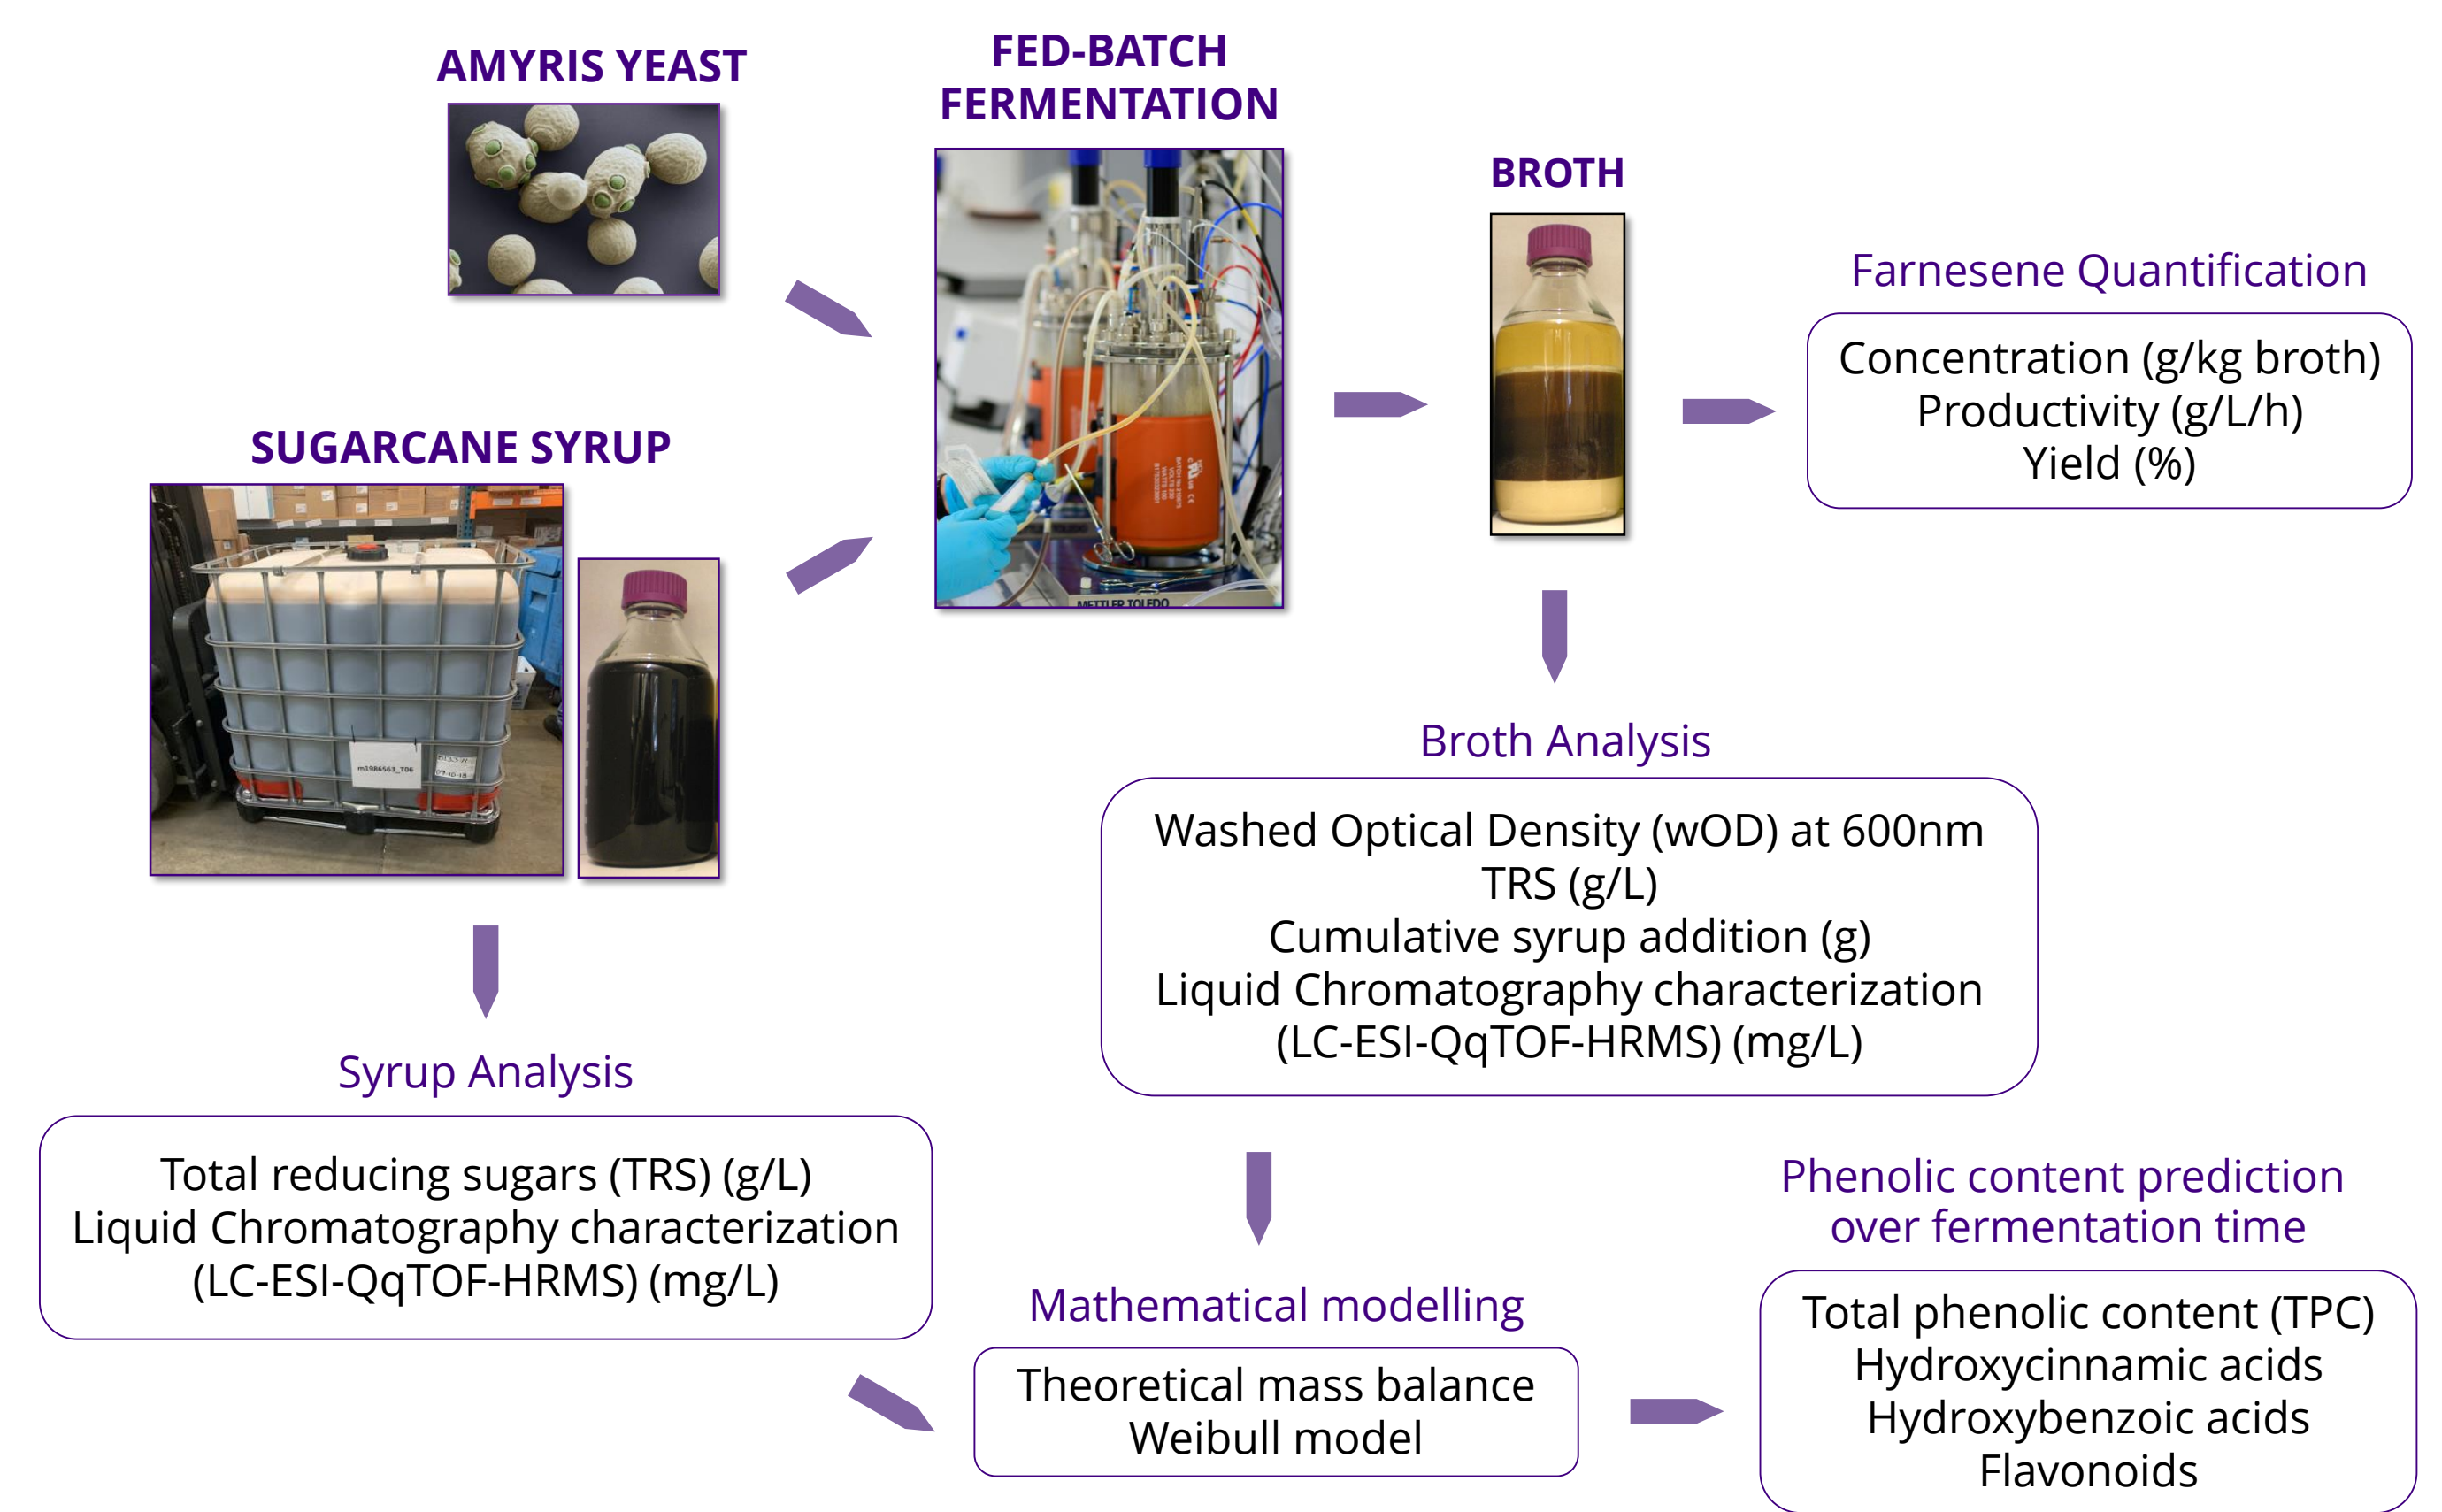 AMYRIS YEAST
FED-BATCH
FERMENTATION
BROTH
Farnesene Quantification
Concentration (g/kg broth)
Productivity (g/L/h)
Yield (%)
SUGARCANE SYRUP
m1986563_T06
METTLER TOLEDO
Broth Analysis
Washed Optical Density (wOD) at 600nm
TRS (g/L)
Cumulative syrup addition (g)
Liquid Chromatography characterization
(LC-ESI-QqTOF-HRMS) (mg/L)
Syrup Analysis
Total reducing sugars (TRS) (g/L)
Liquid Chromatography characterization
(LC-ESI-QqTOF-HRMS) (mg/L)
Mathematical modelling
Theoretical mass balance
Weibull model
Phenolic content prediction
over fermentation time
Total phenolic content (TPC)
Hydroxycinnamic acids
Hydroxybenzoic acids
Flavonoids